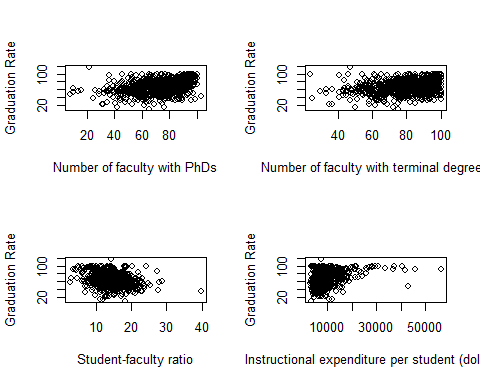 Graduation Rate
20 100
20 40 60 80
Number of faculty with PhDs
Graduation Rate
20 100
40 60 80 100
Number of faculty with terminal degree
Graduation Rate
20 100
10 20 30 40
Student-faculty ratio
Graduation Rate
20 100
10000 30000 50000
Instructional expenditure per student (dol